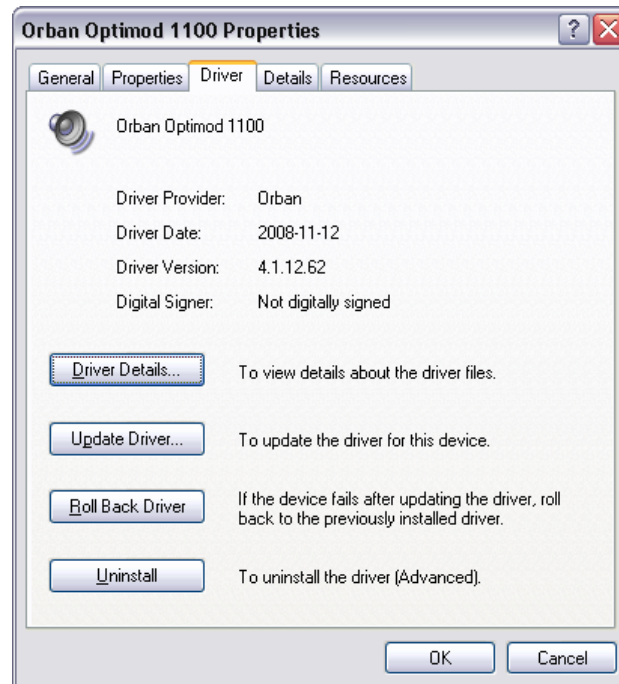 Orban Optimod 1100 Properties
General Properties Driver Details Resources
Orban Optimod 1100
Driver Provider: Orban
Driver Date: 2008-11-12
Driver Version: 4.1.12.62
Digital Signer: Not digitally signed
Driver Details... To view details about the driver files.
Update Driver... To update the driver for this device.
Roll Back Driver If the device fails after updating the driver, roll
back to the previously installed driver.
Uninstall To uninstall the driver (Advanced).
OK Cancel